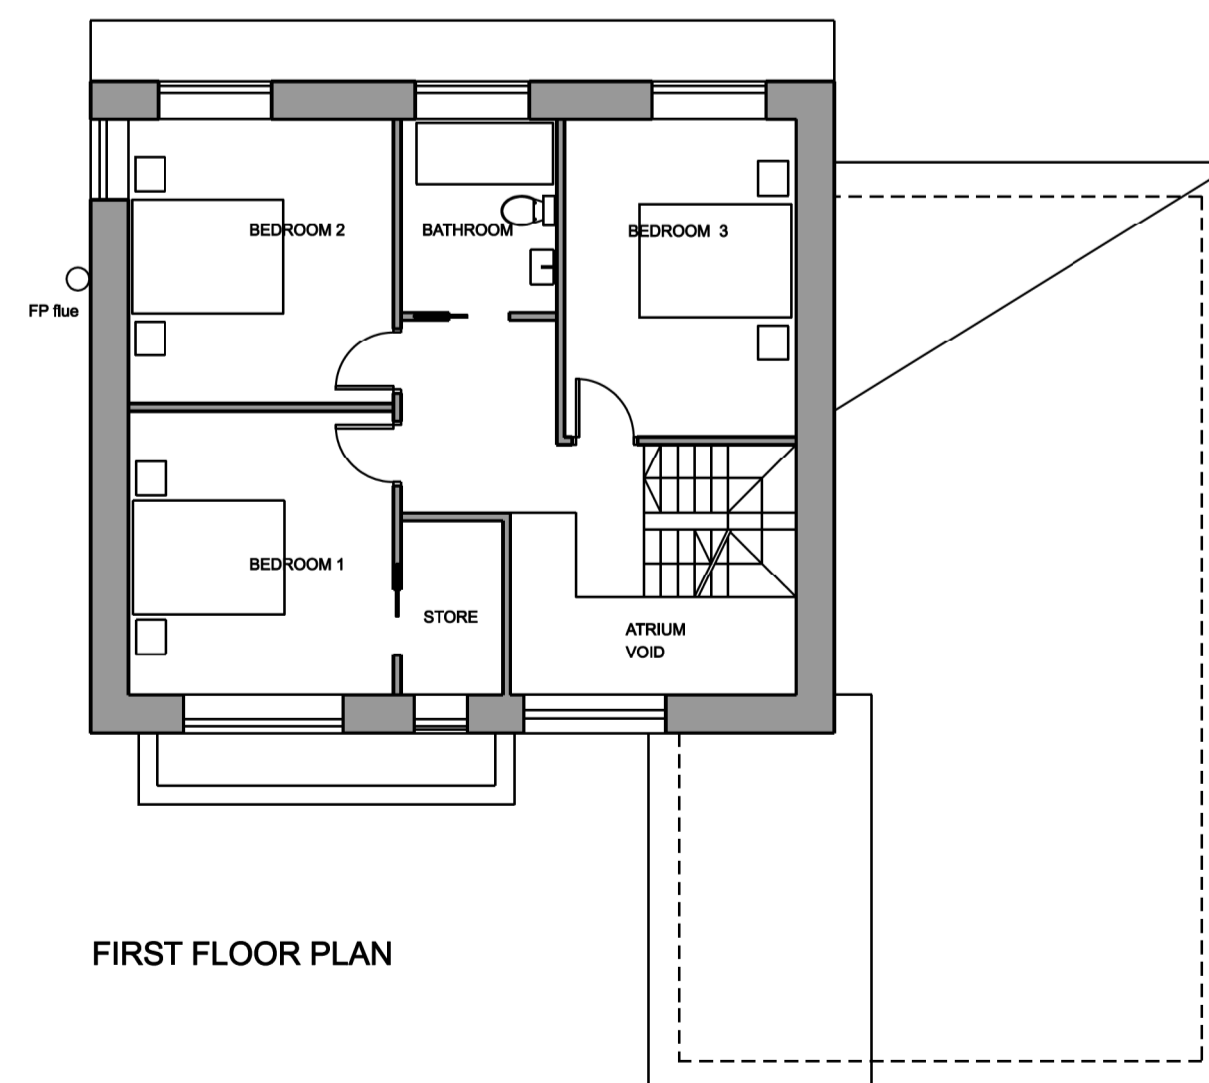 BEDROOM 2
BATHROOM
BEDROOM 3
FP flue
BEDROOM 1
STORE
ATRIUM
VOID
FIRST FLOOR PLAN